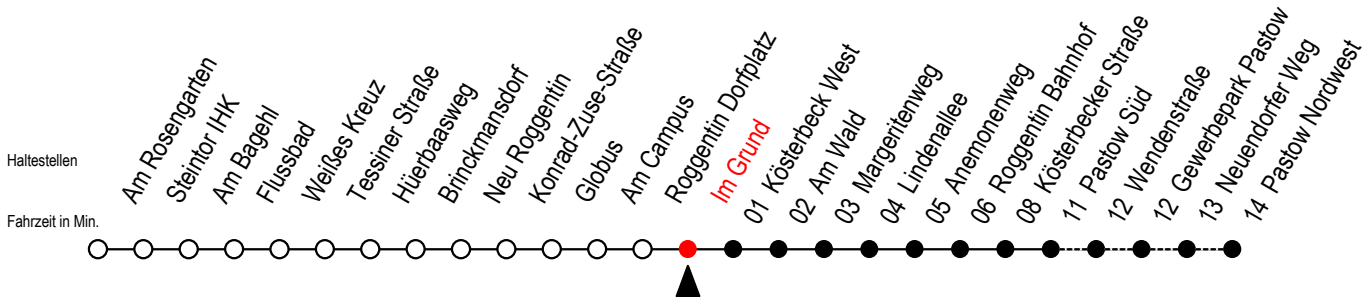 Haltestellen
Fahrzeit in Min.
Am Rosengarten
Steintor IHK
Am Bagehl
Flussbad
Weißes Kreuz
Tessiner Straße
Hüerbaasweg
Brinckmansdorf
Neu Roggentin
Konrad-Zuse-Straße
Globus
Am Campus
Roggentin Dorfplatz
Im Grund
01 Kösterbeck West
02 Am Wald
03 Margeritenweg
04 Lindenallee
05 Anemonenweg
06 Roggentin Bahnhof
08 Kösterbecker Straße
11 Pastow Süd
12 Wendenstraße
12 Gewerbepark Pastow
13 Neuendorfer Weg
14 Pastow Nordwest